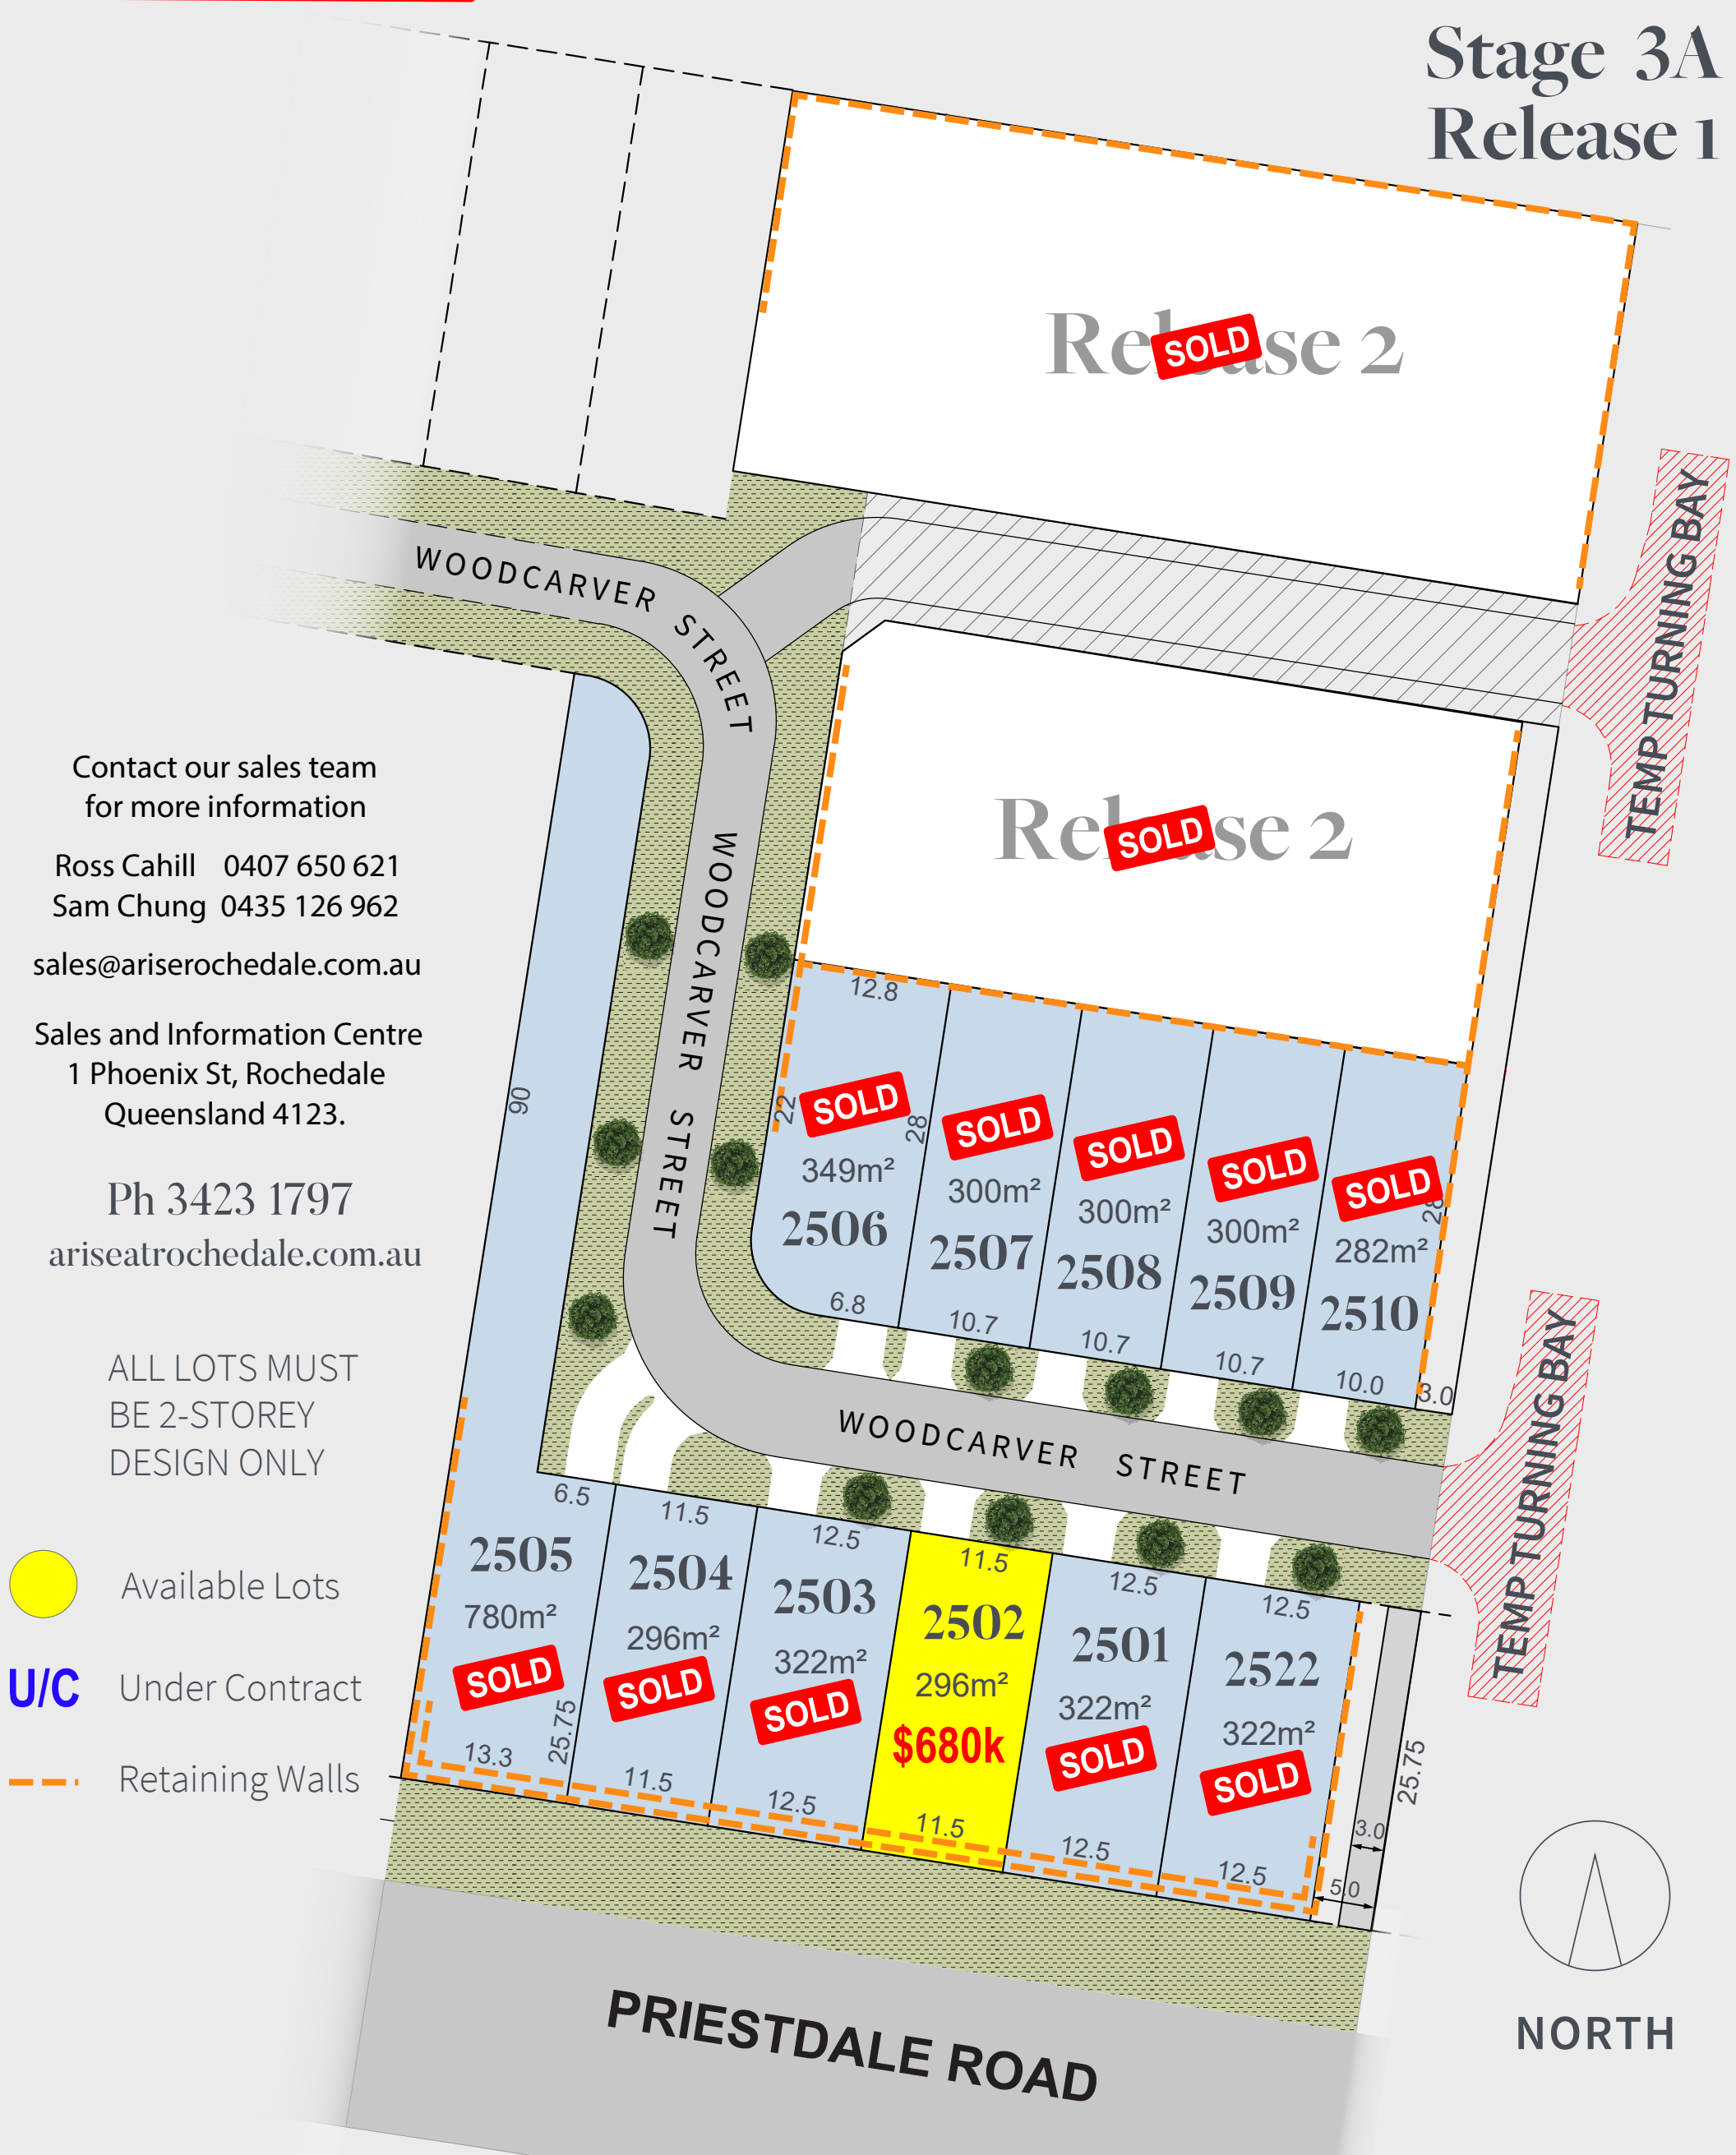 Stage 3A
Release 1
Release 2
SOLD
TEMP TURNING BAY
WOODCARVER STREET
Release 2
SOLD
Contact our sales team
for more information
Ross Cahill 0407 650 621
Sam Chung 0435 126 962
sales@ariserochedale.com.au
Sales and Information Centre
1 Phoenix St, Rochedale
Queensland 4123.
Ph 3423 1797
ariseatrochedale.com.au
ALL LOTS MUST
BE 2-STOREY
DESIGN ONLY
Available Lots
U/C Under Contract
Retaining Walls
WOODCARVER STREET
90
12.8
22
SOLD
28
349m²
2506
6.8
SOLD
300m²
2507
10.7
SOLD
300m²
2508
10.7
SOLD
300m²
2509
10.7
SOLD
28
282m²
2510
10.0
3.0
WOODCARVER STREET
TEMP TURNING BAY
6.5
2505
780m²
SOLD
13.3
25.75
11.5
2504
296m²
SOLD
11.5
12.5
2503
322m²
SOLD
12.5
11.5
2502
296m²
$680k
11.5
12.5
2501
322m²
SOLD
12.5
12.5
2522
322m²
SOLD
12.5
25.75
3.0
5.0
PRIESTDALE ROAD
NORTH